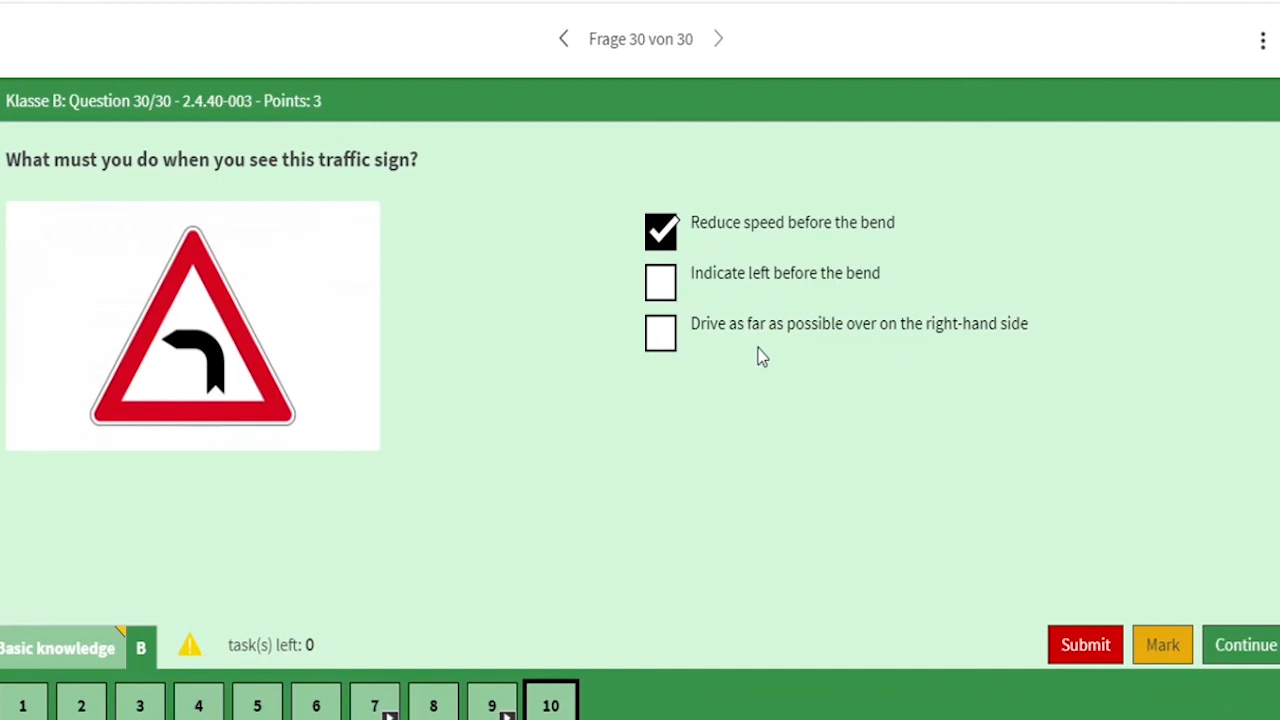 Frage 30 von 30
Klasse B: Question 30/30 - 2.4.40-003 - Points: 3
What must you do when you see this traffic sign?
Reduce speed before the bend
Indicate left before the bend
Drive as far as possible over on the right-hand side
Basic knowledge B task(s) left: 0 Submit Mark Continue
1 2 3 4 5 6 7 8 9 10